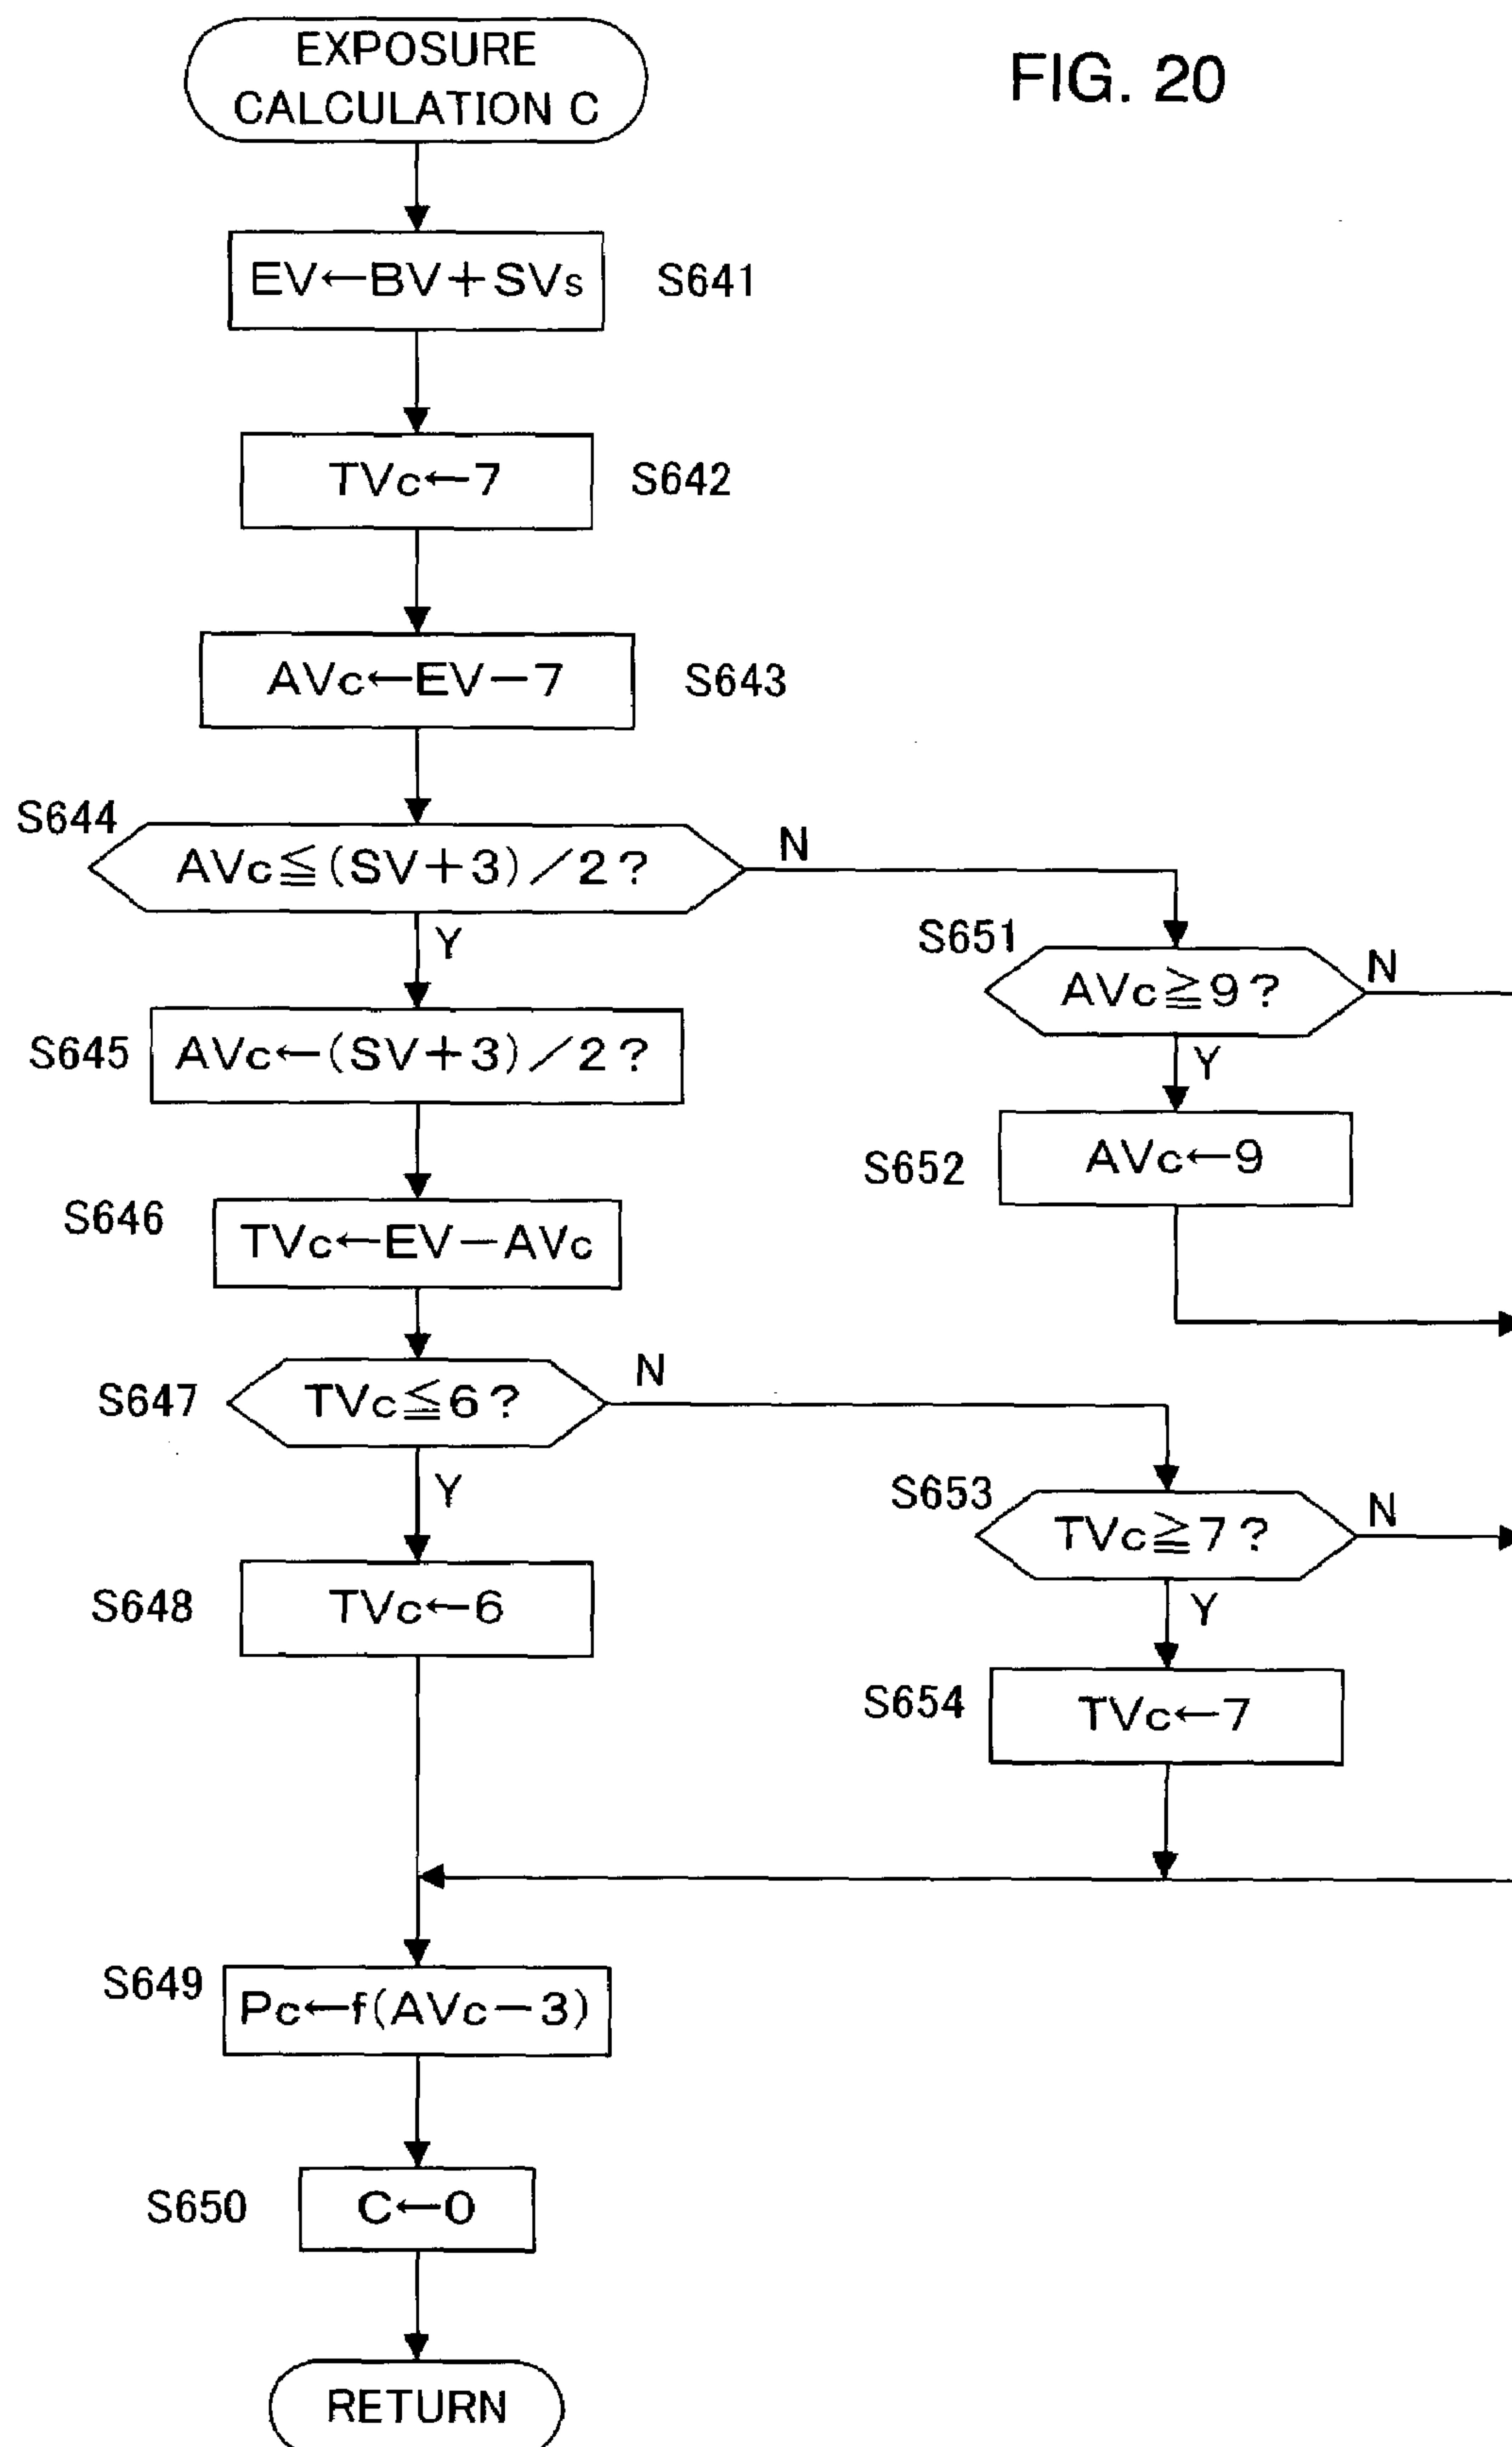 EXPOSURE
CALCULATION C
FIG. 20
EV←BV+SVs
S641
TVc←7
S642
AVc←EV−7
S643
S644
AVc≦(SV+3)/2?
N
Y
S651
AVc≧9?
N
Y
S645
AVc←(SV+3)/2?
S652
AVc←9
S646
TVc←EV−AVc
S647
TVc≦6?
N
Y
S653
TVc≧7?
N
Y
S648
TVc←6
S654
TVc←7
S649
Pc←f(AVc−3)
S650
C←0
RETURN